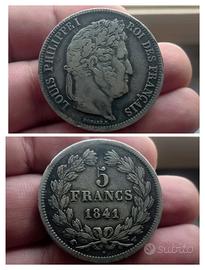 LOUIS PHILIPPE I ROI DES FRANÇAIS
5
FRANCS
1841
subito